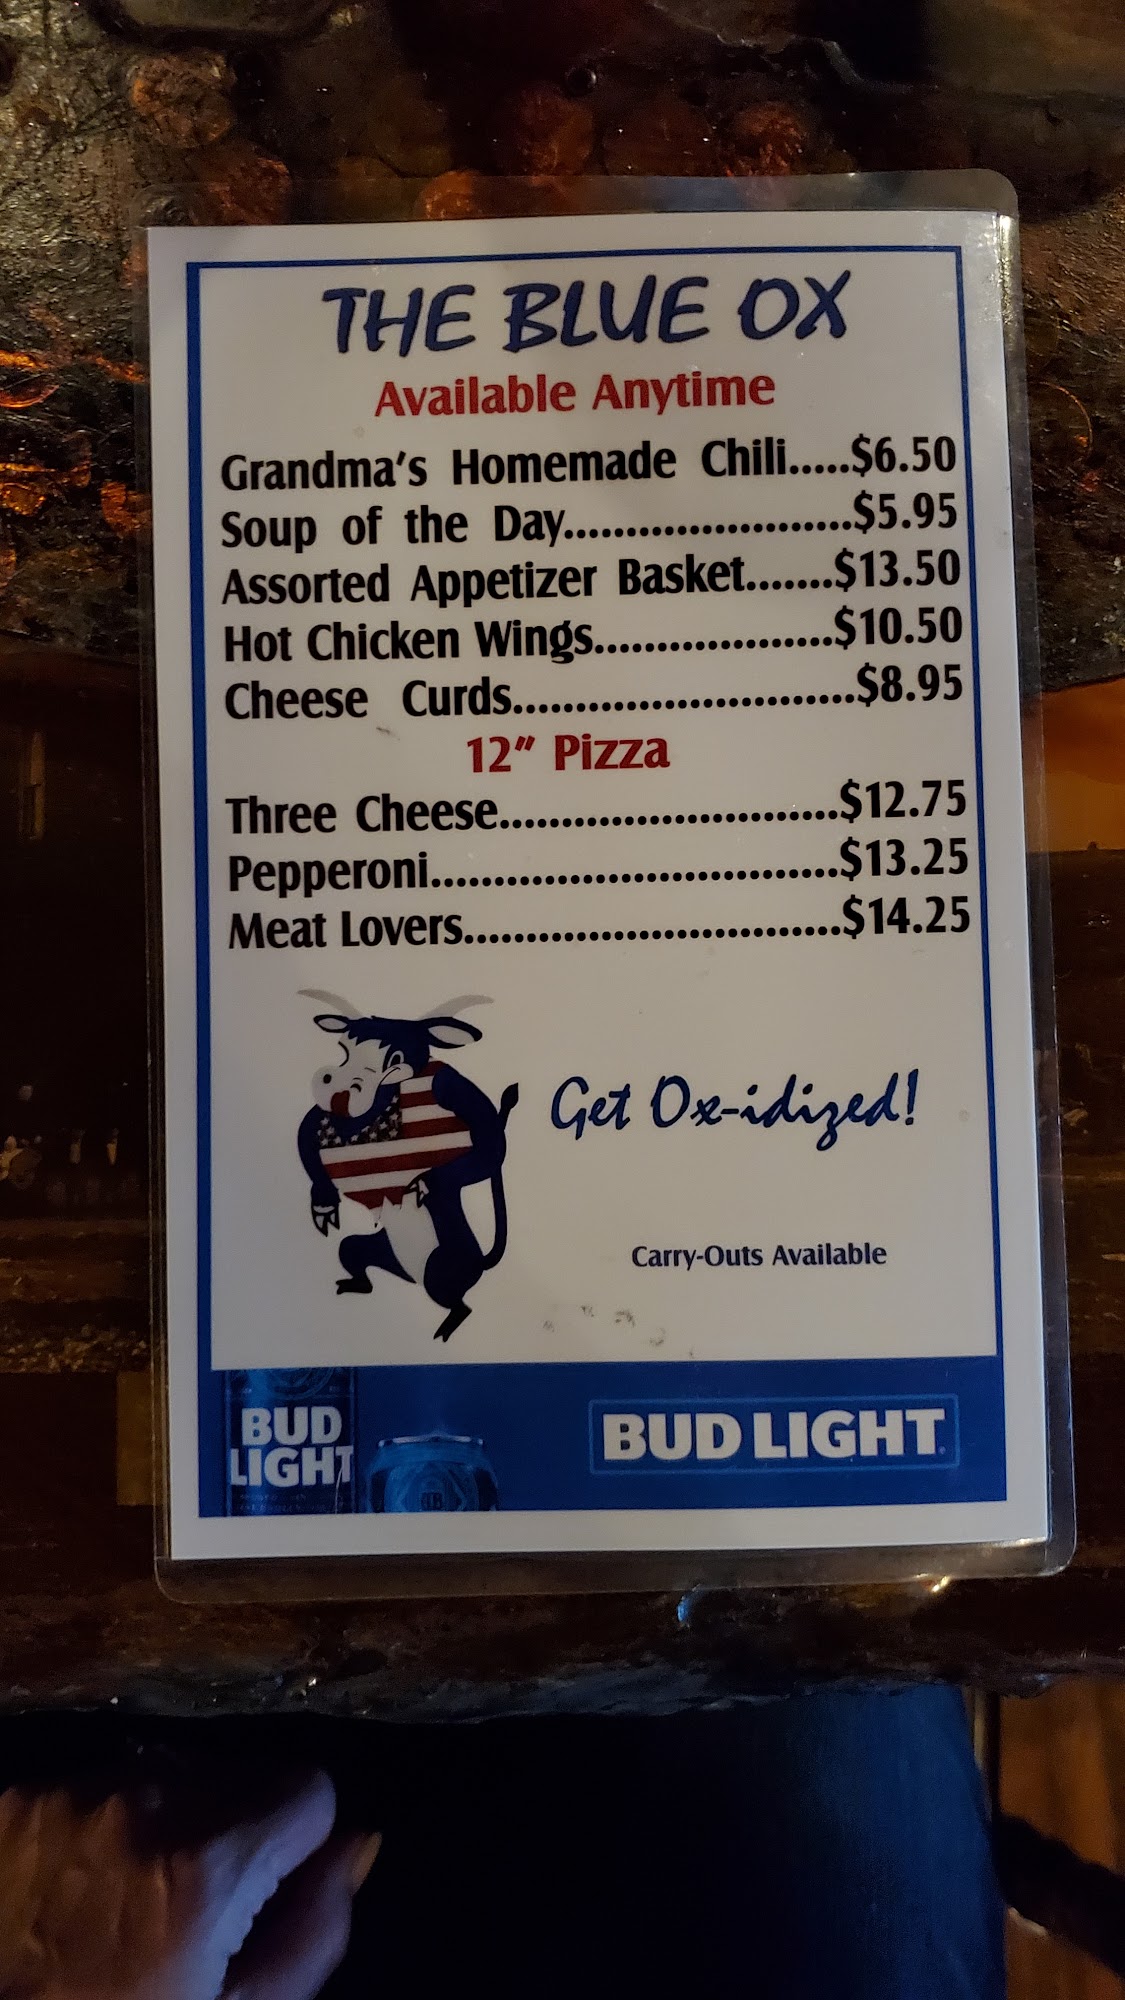 THE BLUE OX
Available Anytime
Grandma's Homemade Chili.....$6.50
Soup of the Day.......................$5.95
Assorted Appetizer Basket.......$13.50
Hot Chicken Wings...................$10.50
Cheese Curds...........................$8.95
12" Pizza
Three Cheese...........................$12.75
Pepperoni.................................$13.25
Meat Lovers..............................$14.25
Get Ox-idized!
Carry-Outs Available
BUD
LIGHT
BUD LIGHT